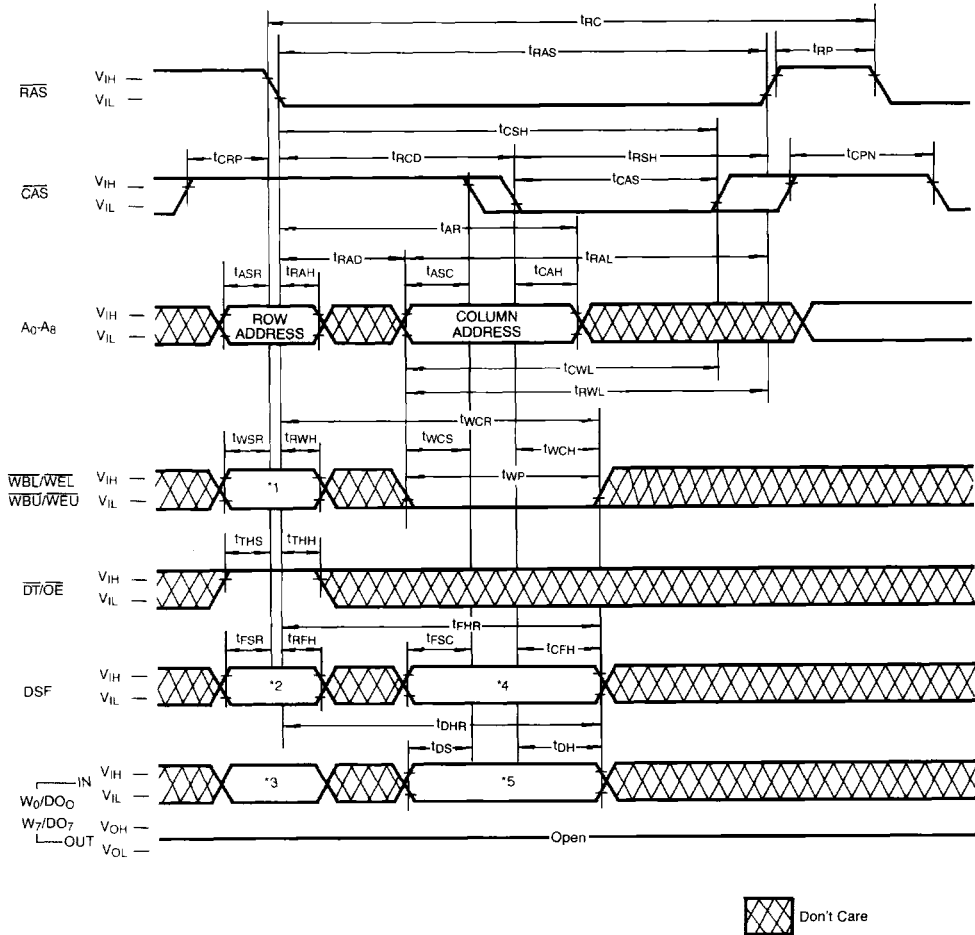 tRC
tRAS
tRP
RAS
VIH
VIL
tCSH
tCRP
tRCD
tRSH
tCPN
tCAS
CAS
VIH
VIL
tAR
tRAD
tRAL
tASR
tRAH
tASC
tCAH
A0-A8
VIH
VIL
ROW
ADDRESS
COLUMN
ADDRESS
tCWL
tRWL
tWCR
tWSR
tRWH
tWCS
tWCH
tWP
WBL/WEL
WBU/WEU
VIH
VIL
*1
tTHS
tTHH
DT/OE
VIH
VIL
tFHR
tFSR
tRFH
tFSC
tCFH
DSF
VIH
VIL
*2
*4
tDHR
tDS
tDH
IN
VIH
VIL
*3
*5
W0/DO0
W7/DO7
OUT
VOH
VOL
Open
Don't Care